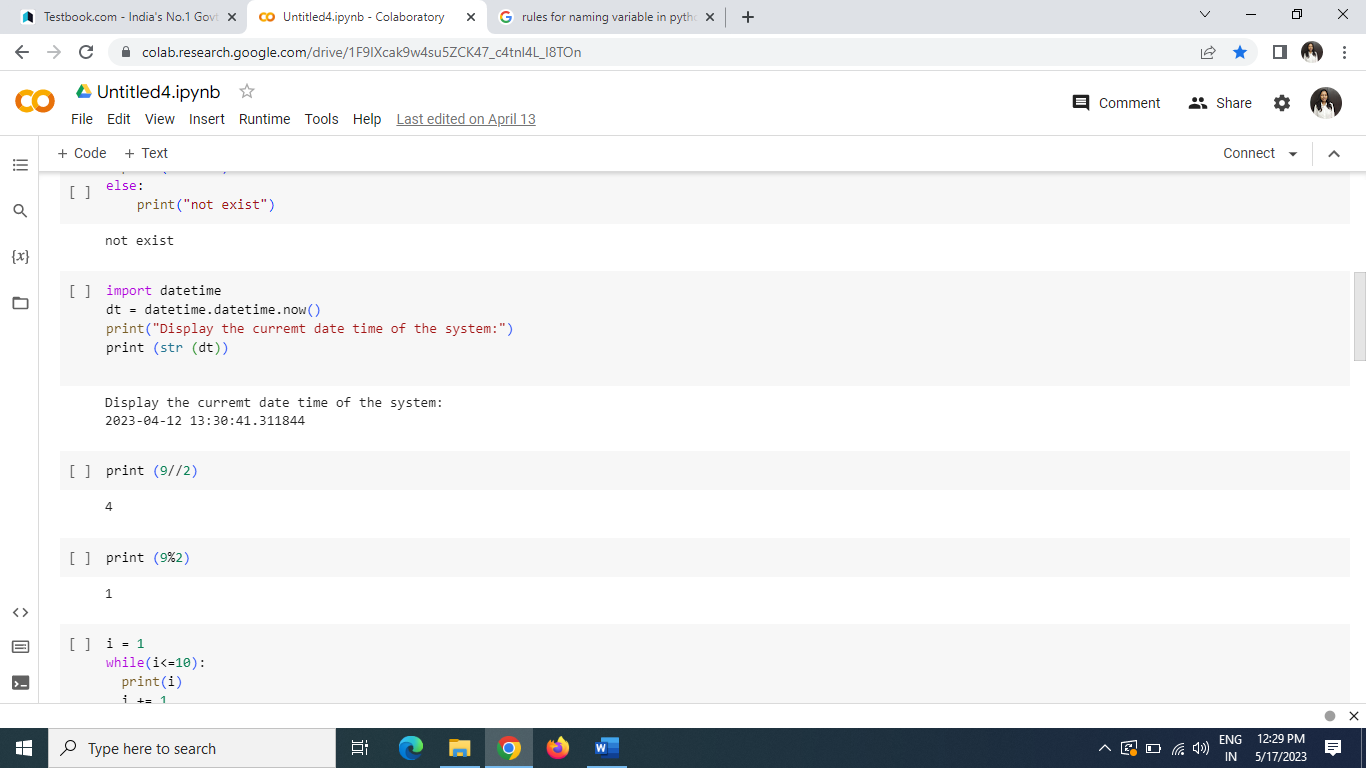 Testbook.com - India's No.1 Govt
Untitled4.ipynb - Colaboratory
rules for naming variable in pytho
colab.research.google.com/drive/1F9IXcak9w4su5ZCK47_c4tnl4L_I8TOn
Untitled4.ipynb
File Edit View Insert Runtime Tools Help Last edited on April 13
Comment Share
+ Code + Text
Connect
[ ] else:
print("not exist")
not exist
[ ] import datetime
dt = datetime.datetime.now()
print("Display the curremt date time of the system:")
print (str (dt))
Display the curremt date time of the system:
2023-04-12 13:30:41.311844
[ ] print (9//2)
4
[ ] print (9%2)
1
[ ] i = 1
while(i<=10):
print(i)
i += 1
{x}
Type here to search
W
ENG
IN
12:29 PM
5/17/2023